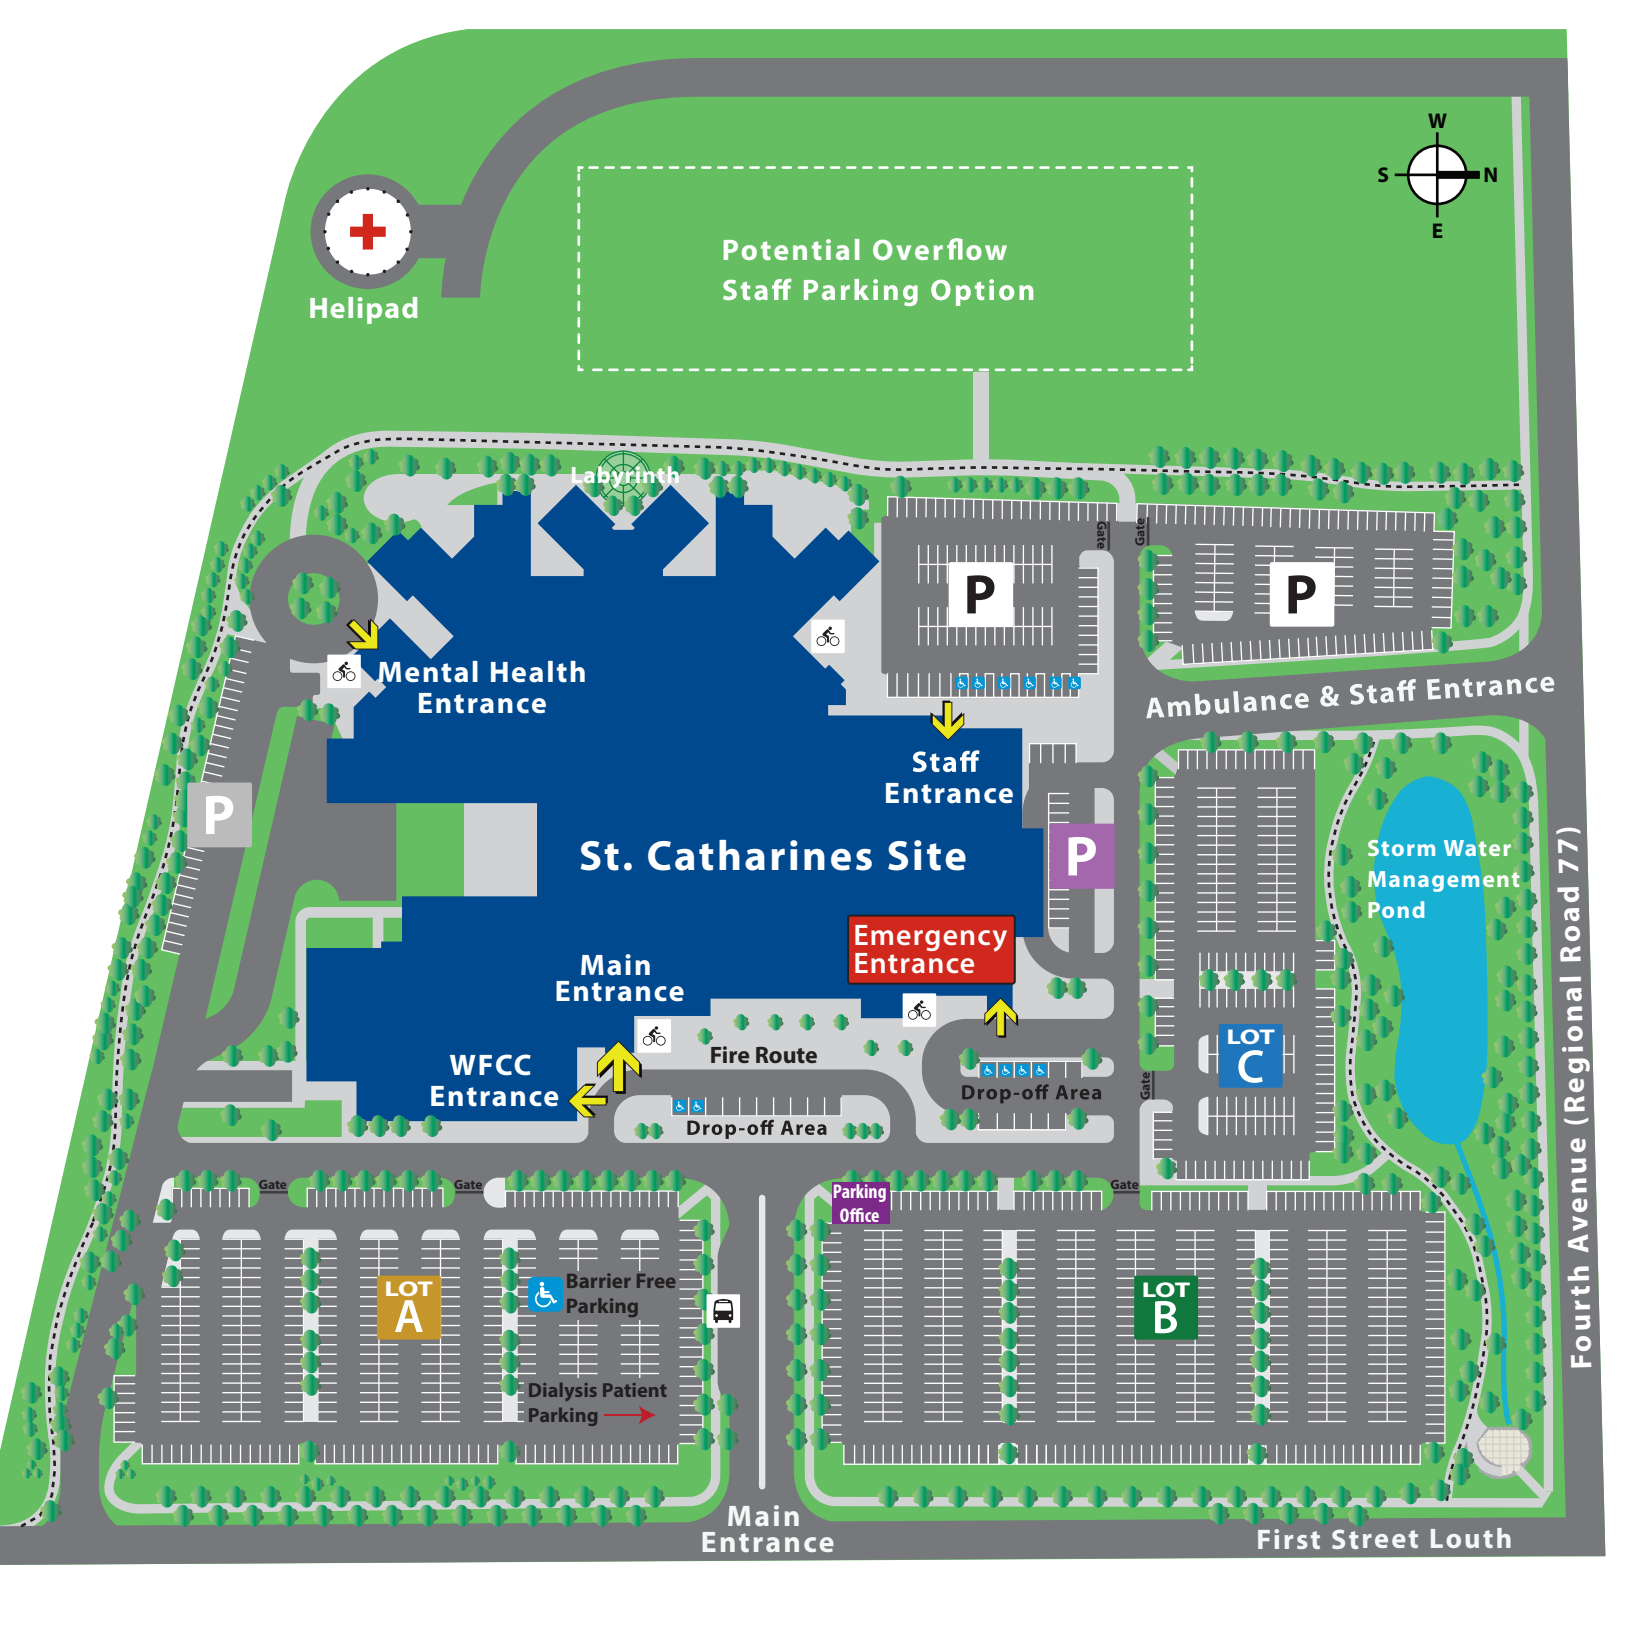 W
S
N
E
Potential Overflow
Staff Parking Option
Helipad
Labyrinth
Gate
Gate
P
P
Mental Health
Entrance
Ambulance & Staff Entrance
Staff
Entrance
P
P
St. Catharines Site
Storm Water
Management
Pond
Fourth Avenue (Regional Road 77)
Emergency
Entrance
Main
Entrance
Fire Route
LOT
C
WFCC
Entrance
Gate
Drop-off Area
Drop-off Area
Gate
Gate
Gate
Parking
Office
LOT
A
Barrier Free
Parking
LOT
B
Dialysis Patient
Parking
Main
Entrance
First Street Louth